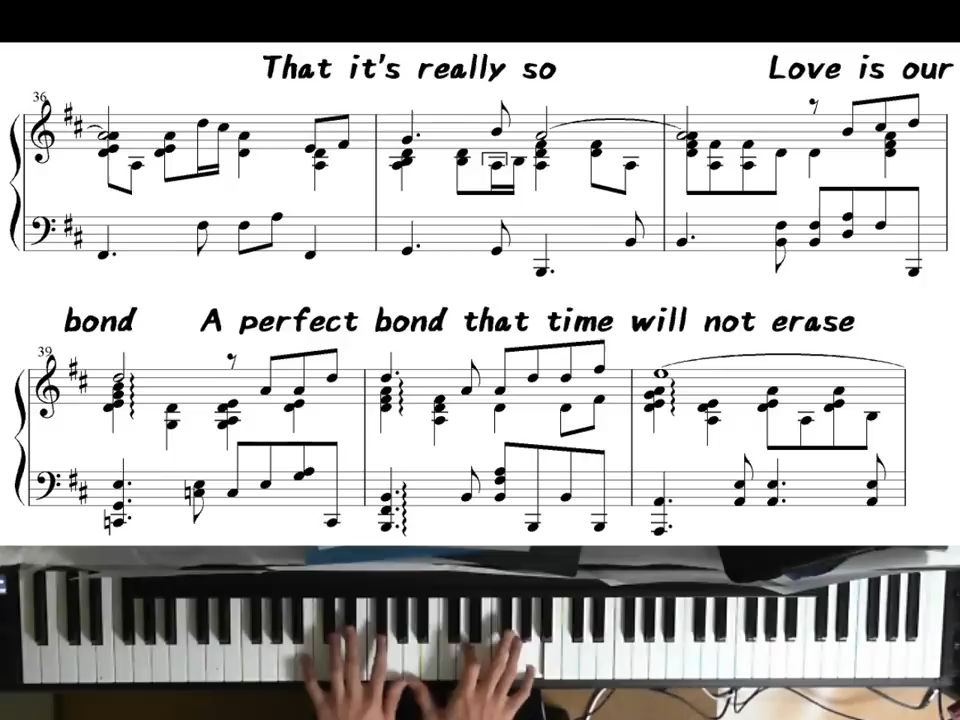 That it's really so Love is our
36
bond A perfect bond that time will not erase
39